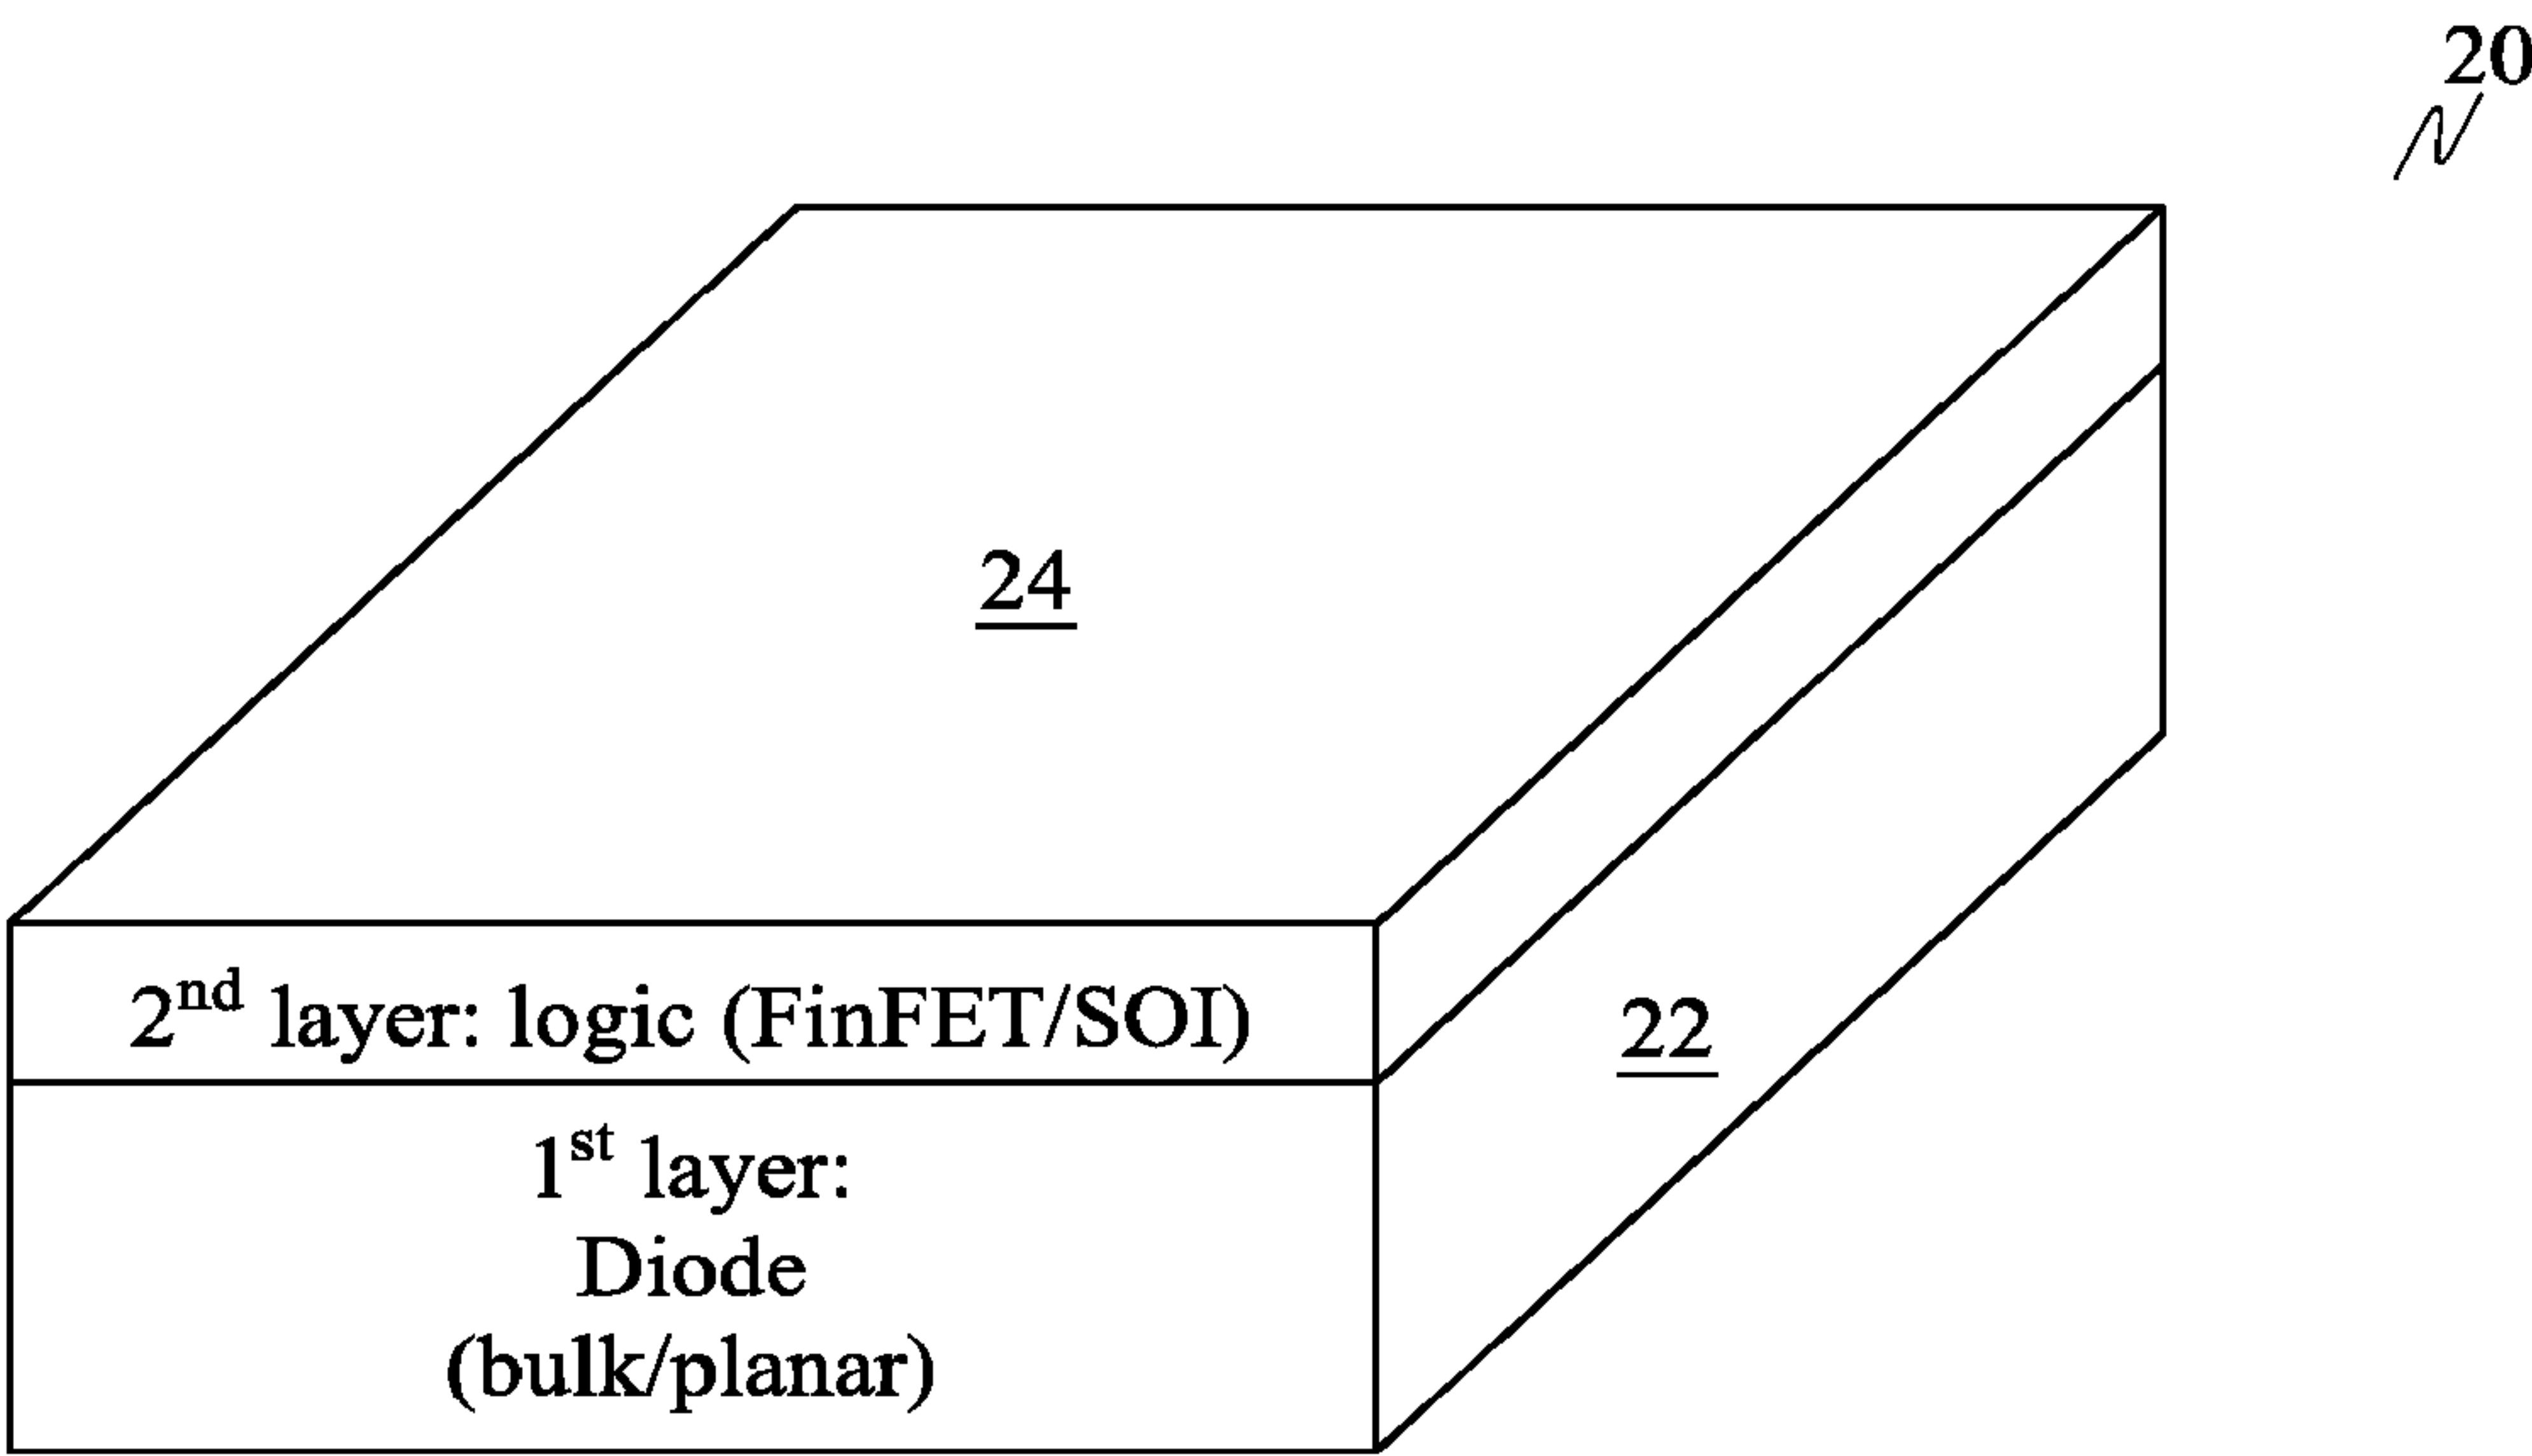 20
24
2nd layer: logic (FinFET/SOI)
22
1st layer:
Diode
(bulk/planar)